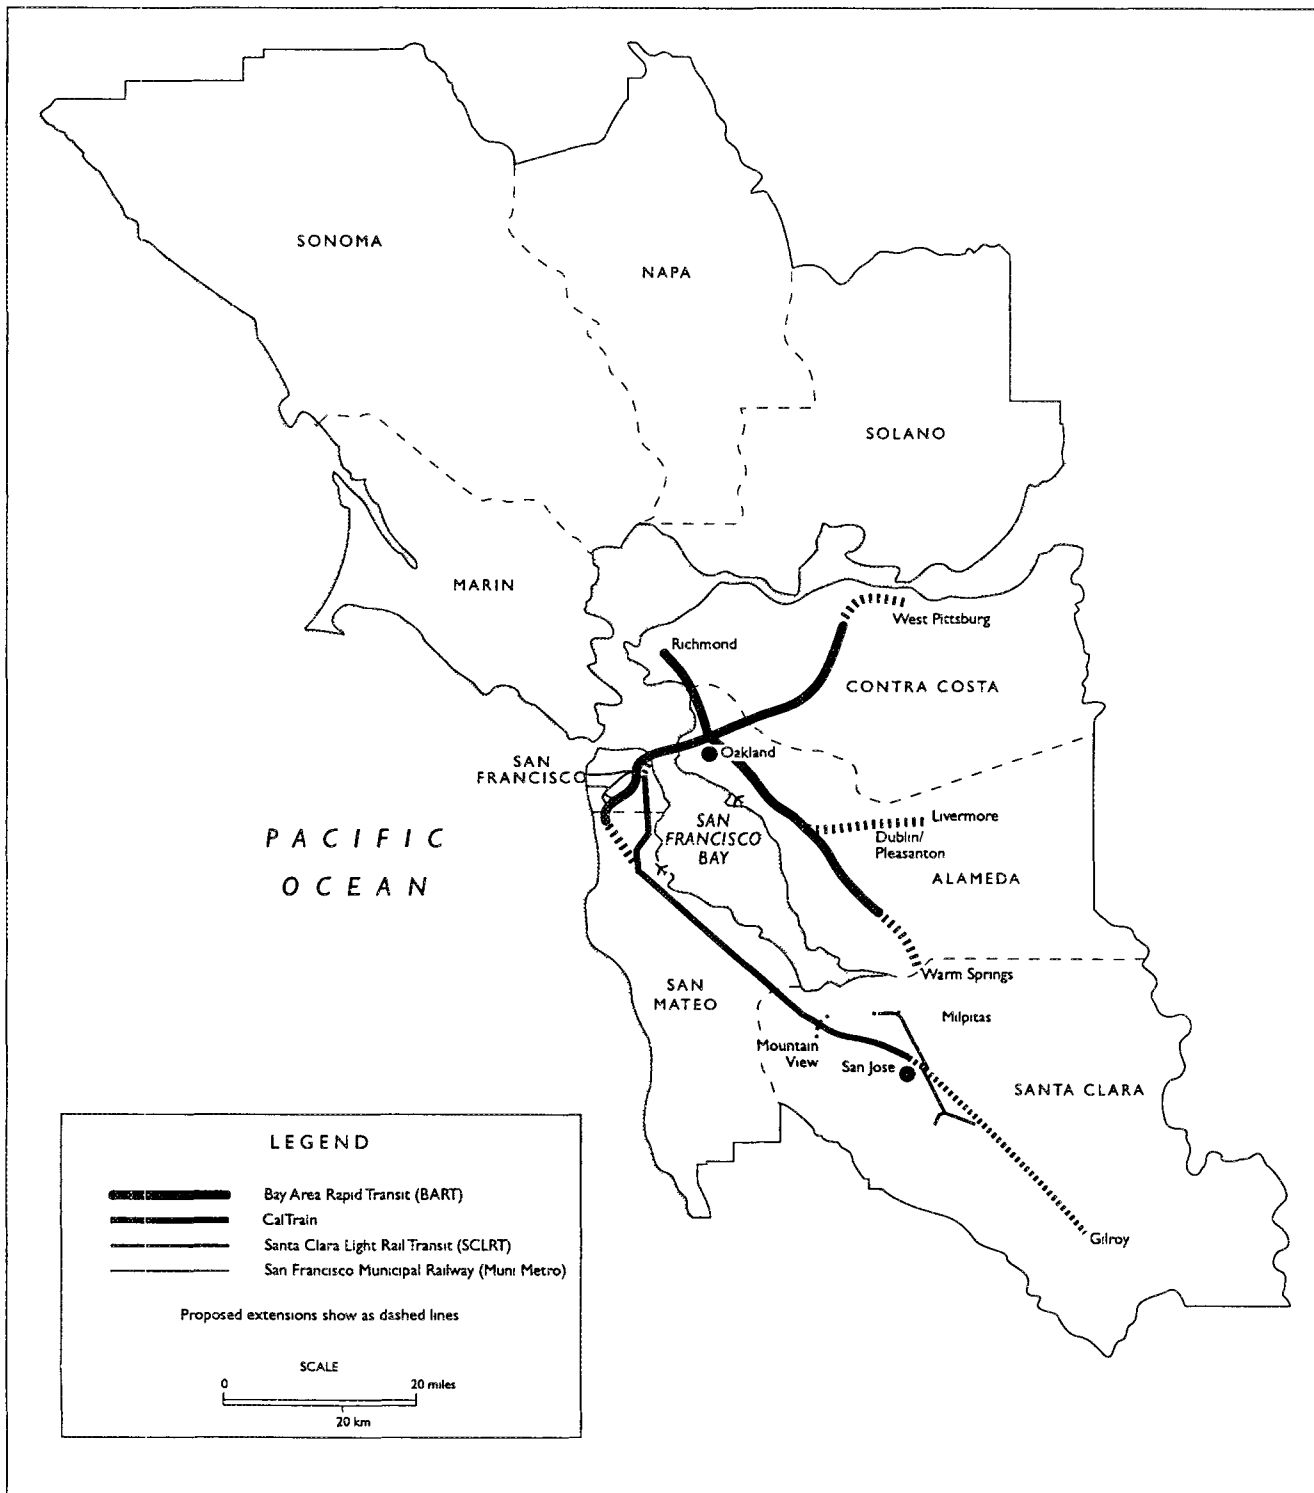 SONOMA
NAPA
SOLANO
MARIN
West Pittsburg
Richmond
CONTRA COSTA
Oakland
SAN
FRANCISCO
Livermore
Dublin/
Pleasanton
SAN
FRANCISCO
BAY
PACIFIC
OCEAN
ALAMEDA
Warm Springs
SAN
MATEO
Milpitas
Mountain
View
San Jose
SANTA CLARA
Gilroy
LEGEND
Bay Area Rapid Transit (BART)
CalTrain
Santa Clara Light Rail Transit (SCLRT)
San Francisco Municipal Railway (Muni Metro)
Proposed extensions show as dashed lines
SCALE
0 20 miles
20 km